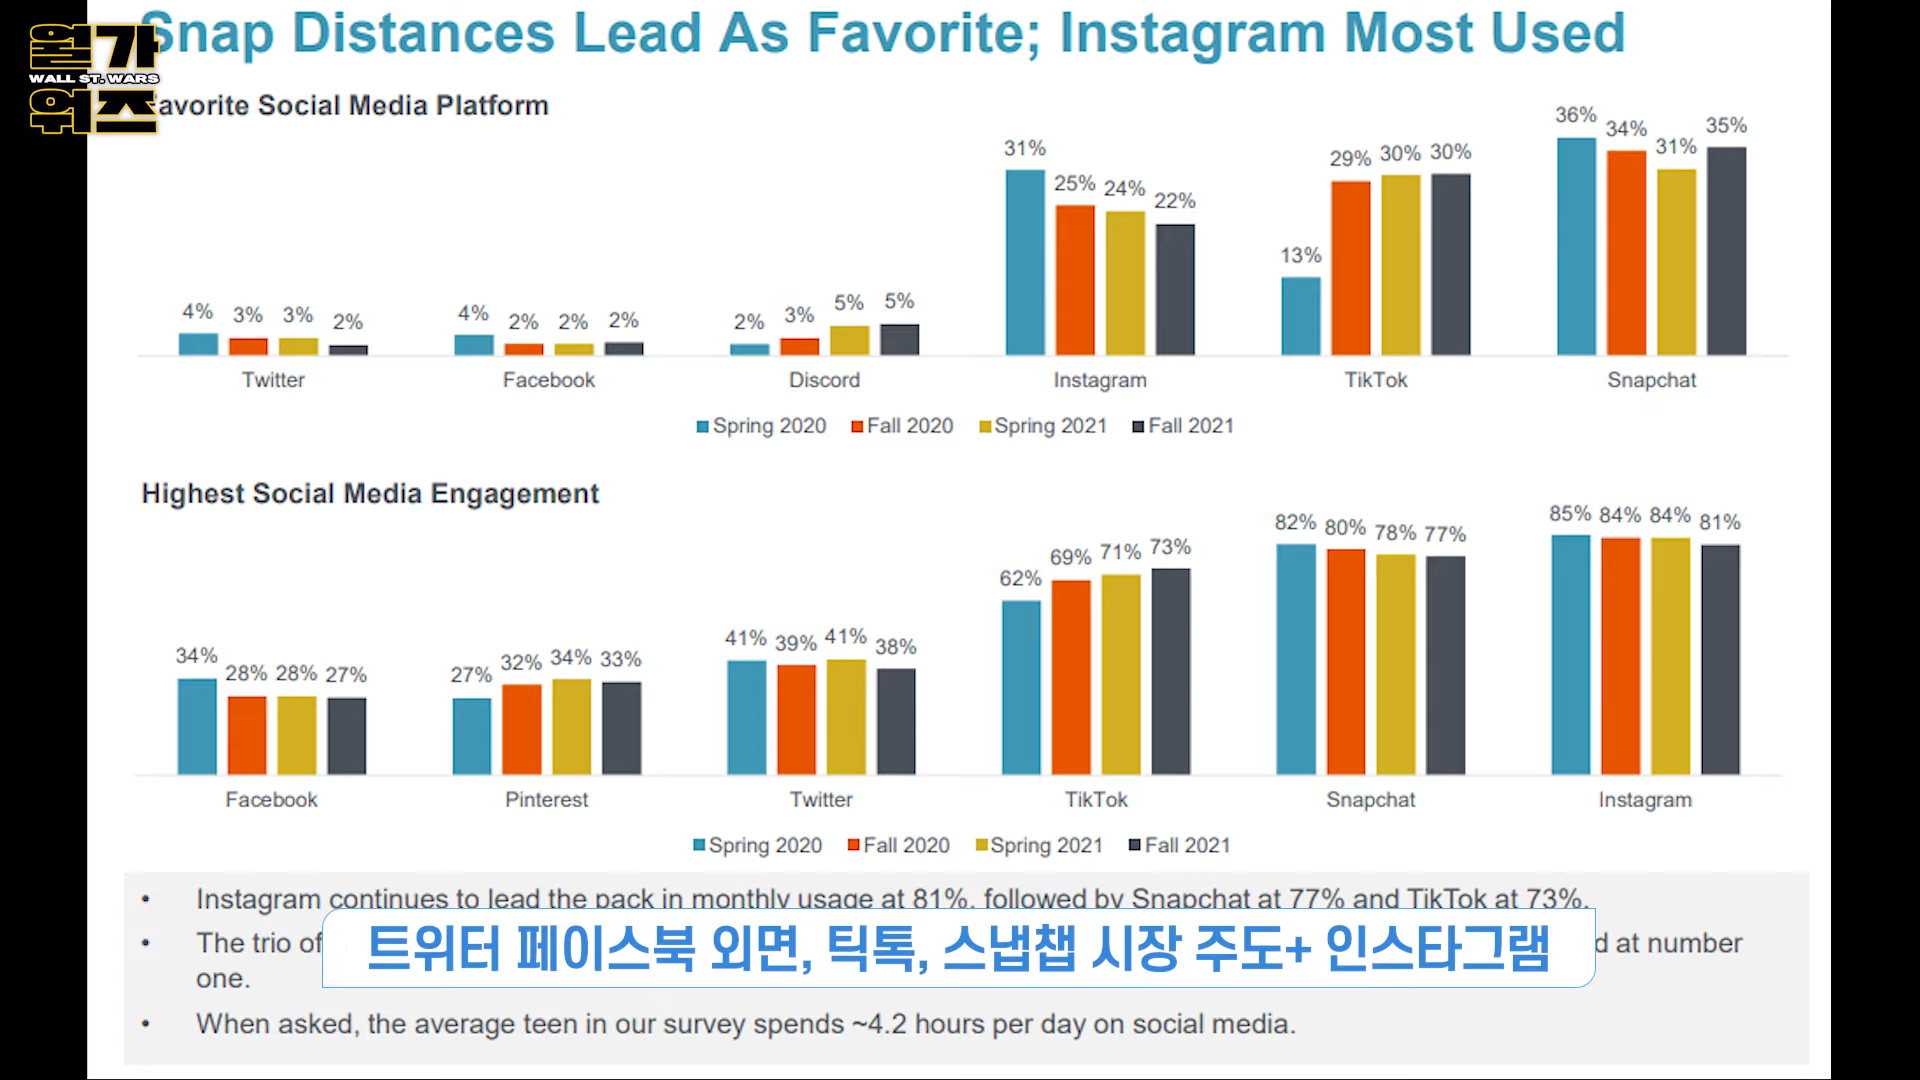 Snap Distances Lead As Favorite; Instagram Most Used
월가
WALL ST. WARS
워즈
avorite Social Media Platform
36% 34% 31% 35%
31% 25% 24% 22%
13% 29% 30% 30%
4% 3% 3% 2%
4% 2% 2% 2%
2% 3% 5% 5%
Twitter Facebook Discord Instagram TikTok Snapchat
Spring 2020 Fall 2020 Spring 2021 Fall 2021
Highest Social Media Engagement
85% 84% 84% 81%
82% 80% 78% 77%
62% 69% 71% 73%
41% 39% 41% 38%
34% 28% 28% 27%
27% 32% 34% 33%
Facebook Pinterest Twitter TikTok Snapchat Instagram
Spring 2020 Fall 2020 Spring 2021 Fall 2021
• Instagram continues to lead the pack in monthly usage at 81%, followed by Snapchat at 77% and TikTok at 73%.
• The trio of d at number
one.
트위터 페이스북 외면, 틱톡, 스냅챕 시장 주도+ 인스타그램
• When asked, the average teen in our survey spends ~4.2 hours per day on social media.